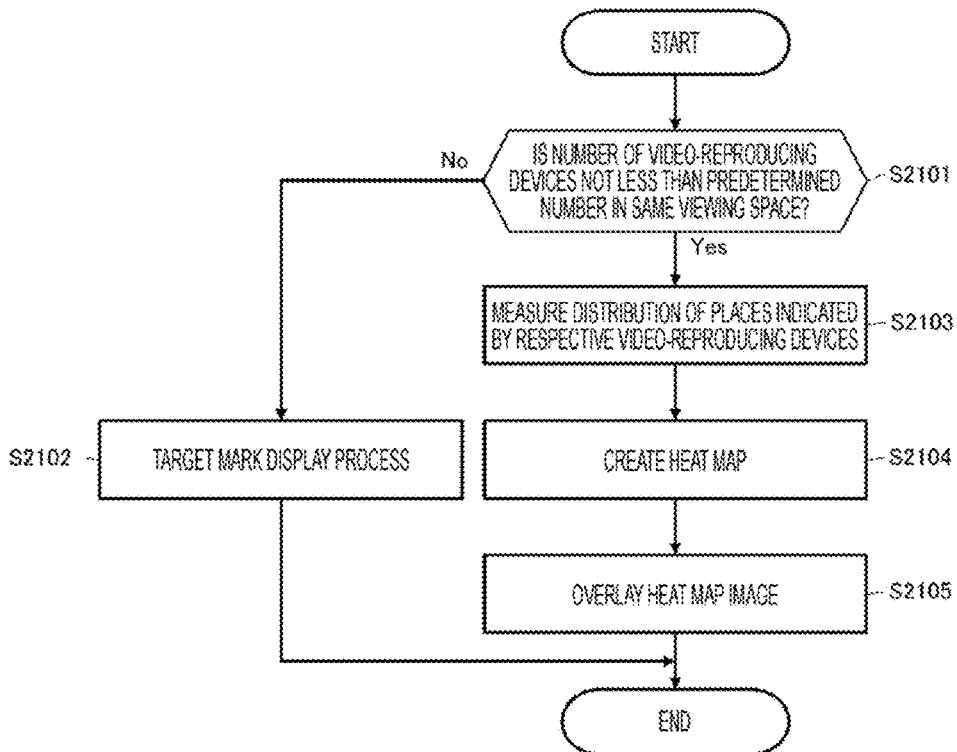 START
IS NUMBER OF VIDEO-REPRODUCING
DEVICES NOT LESS THAN PREDETERMINED
NUMBER IN SAME VIEWING SPACE?
S2101
No
Yes
MEASURE DISTRIBUTION OF PLACES INDICATED
BY RESPECTIVE VIDEO-REPRODUCING DEVICES
S2103
S2102
TARGET MARK DISPLAY PROCESS
CREATE HEAT MAP
S2104
OVERLAY HEAT MAP IMAGE
S2105
END